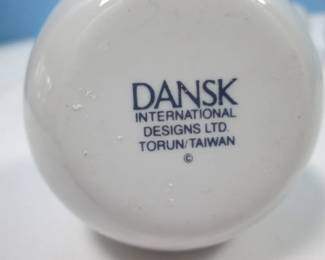 DANSK
INTERNATIONAL
DESIGNS LTD.
TORUN/TAIWAN
©